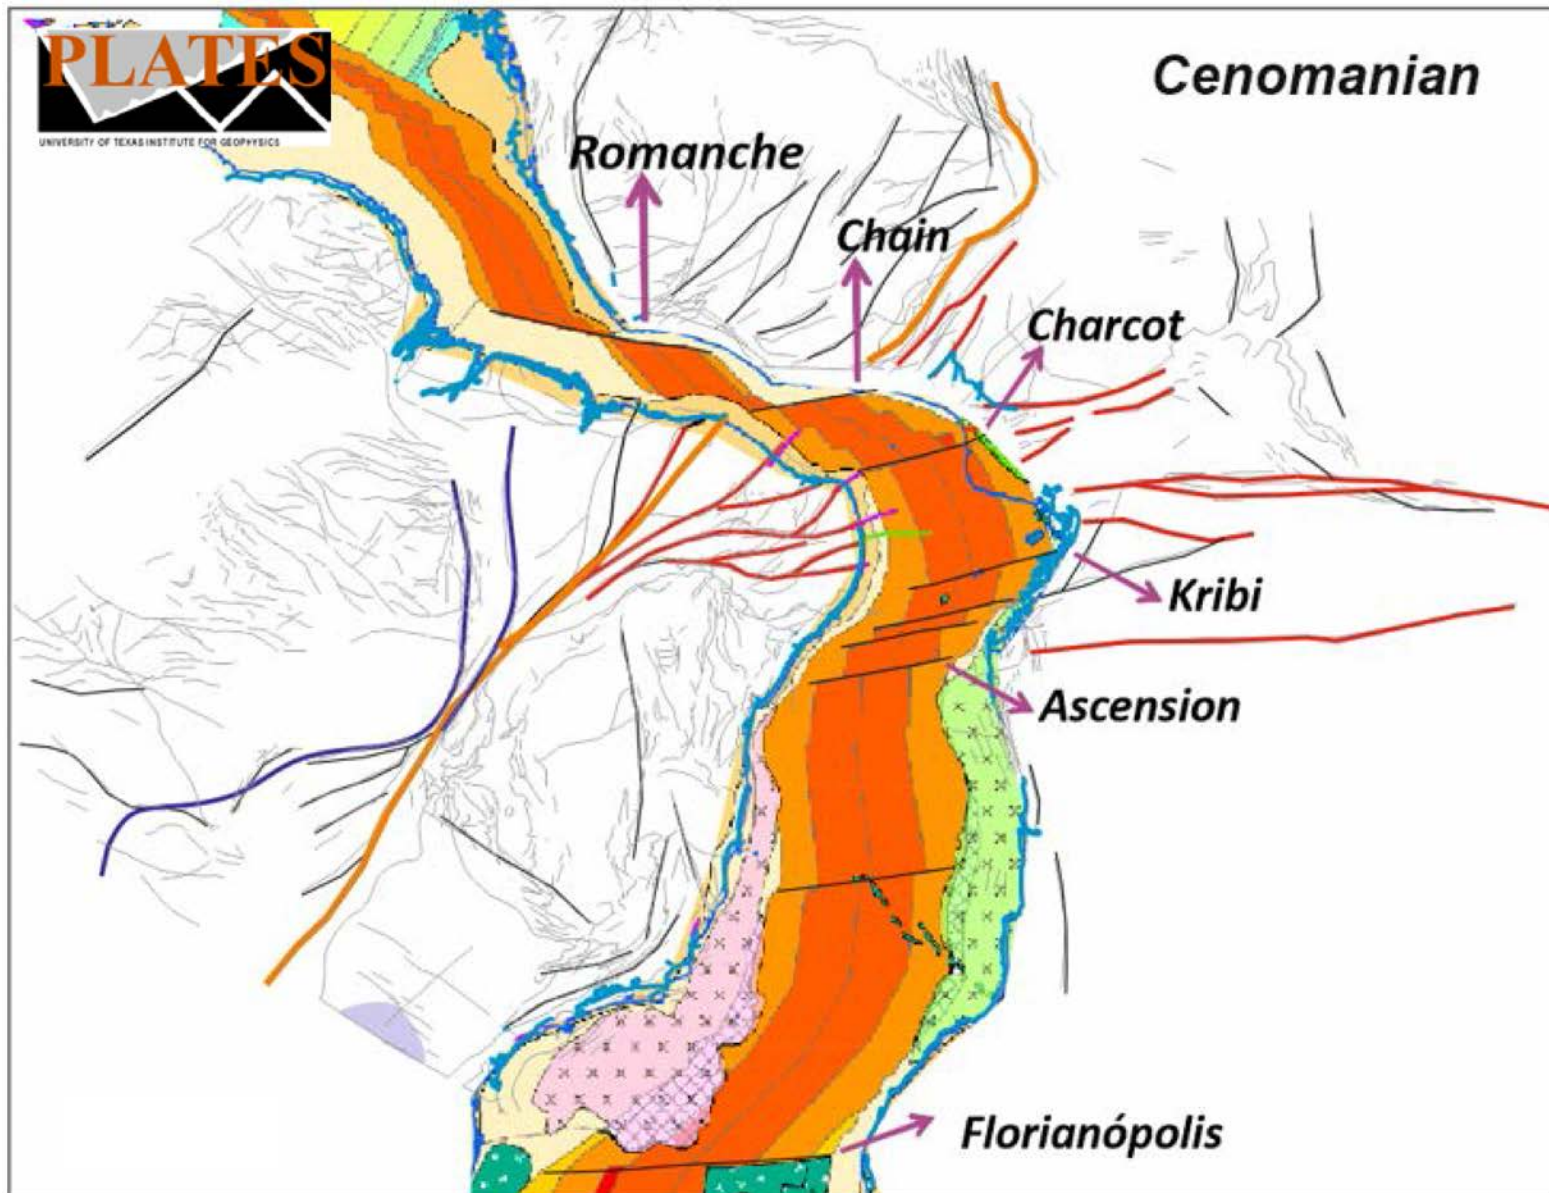 PLATES
UNIVERSITY OF TEXAS INSTITUTE FOR GEOPHYSICS
Cenomanian
Romanche
Chain
Charcot
Kribi
Ascension
Florianópolis